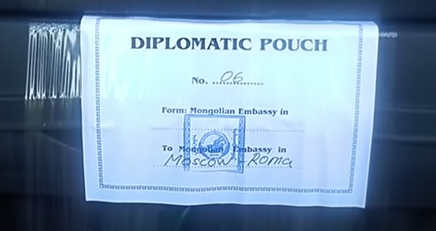 DIPLOMATIC POUCH
No. ..06..........
Form: Mongolian Embassy in
To Mongolian Embassy in
Moscow - Roma